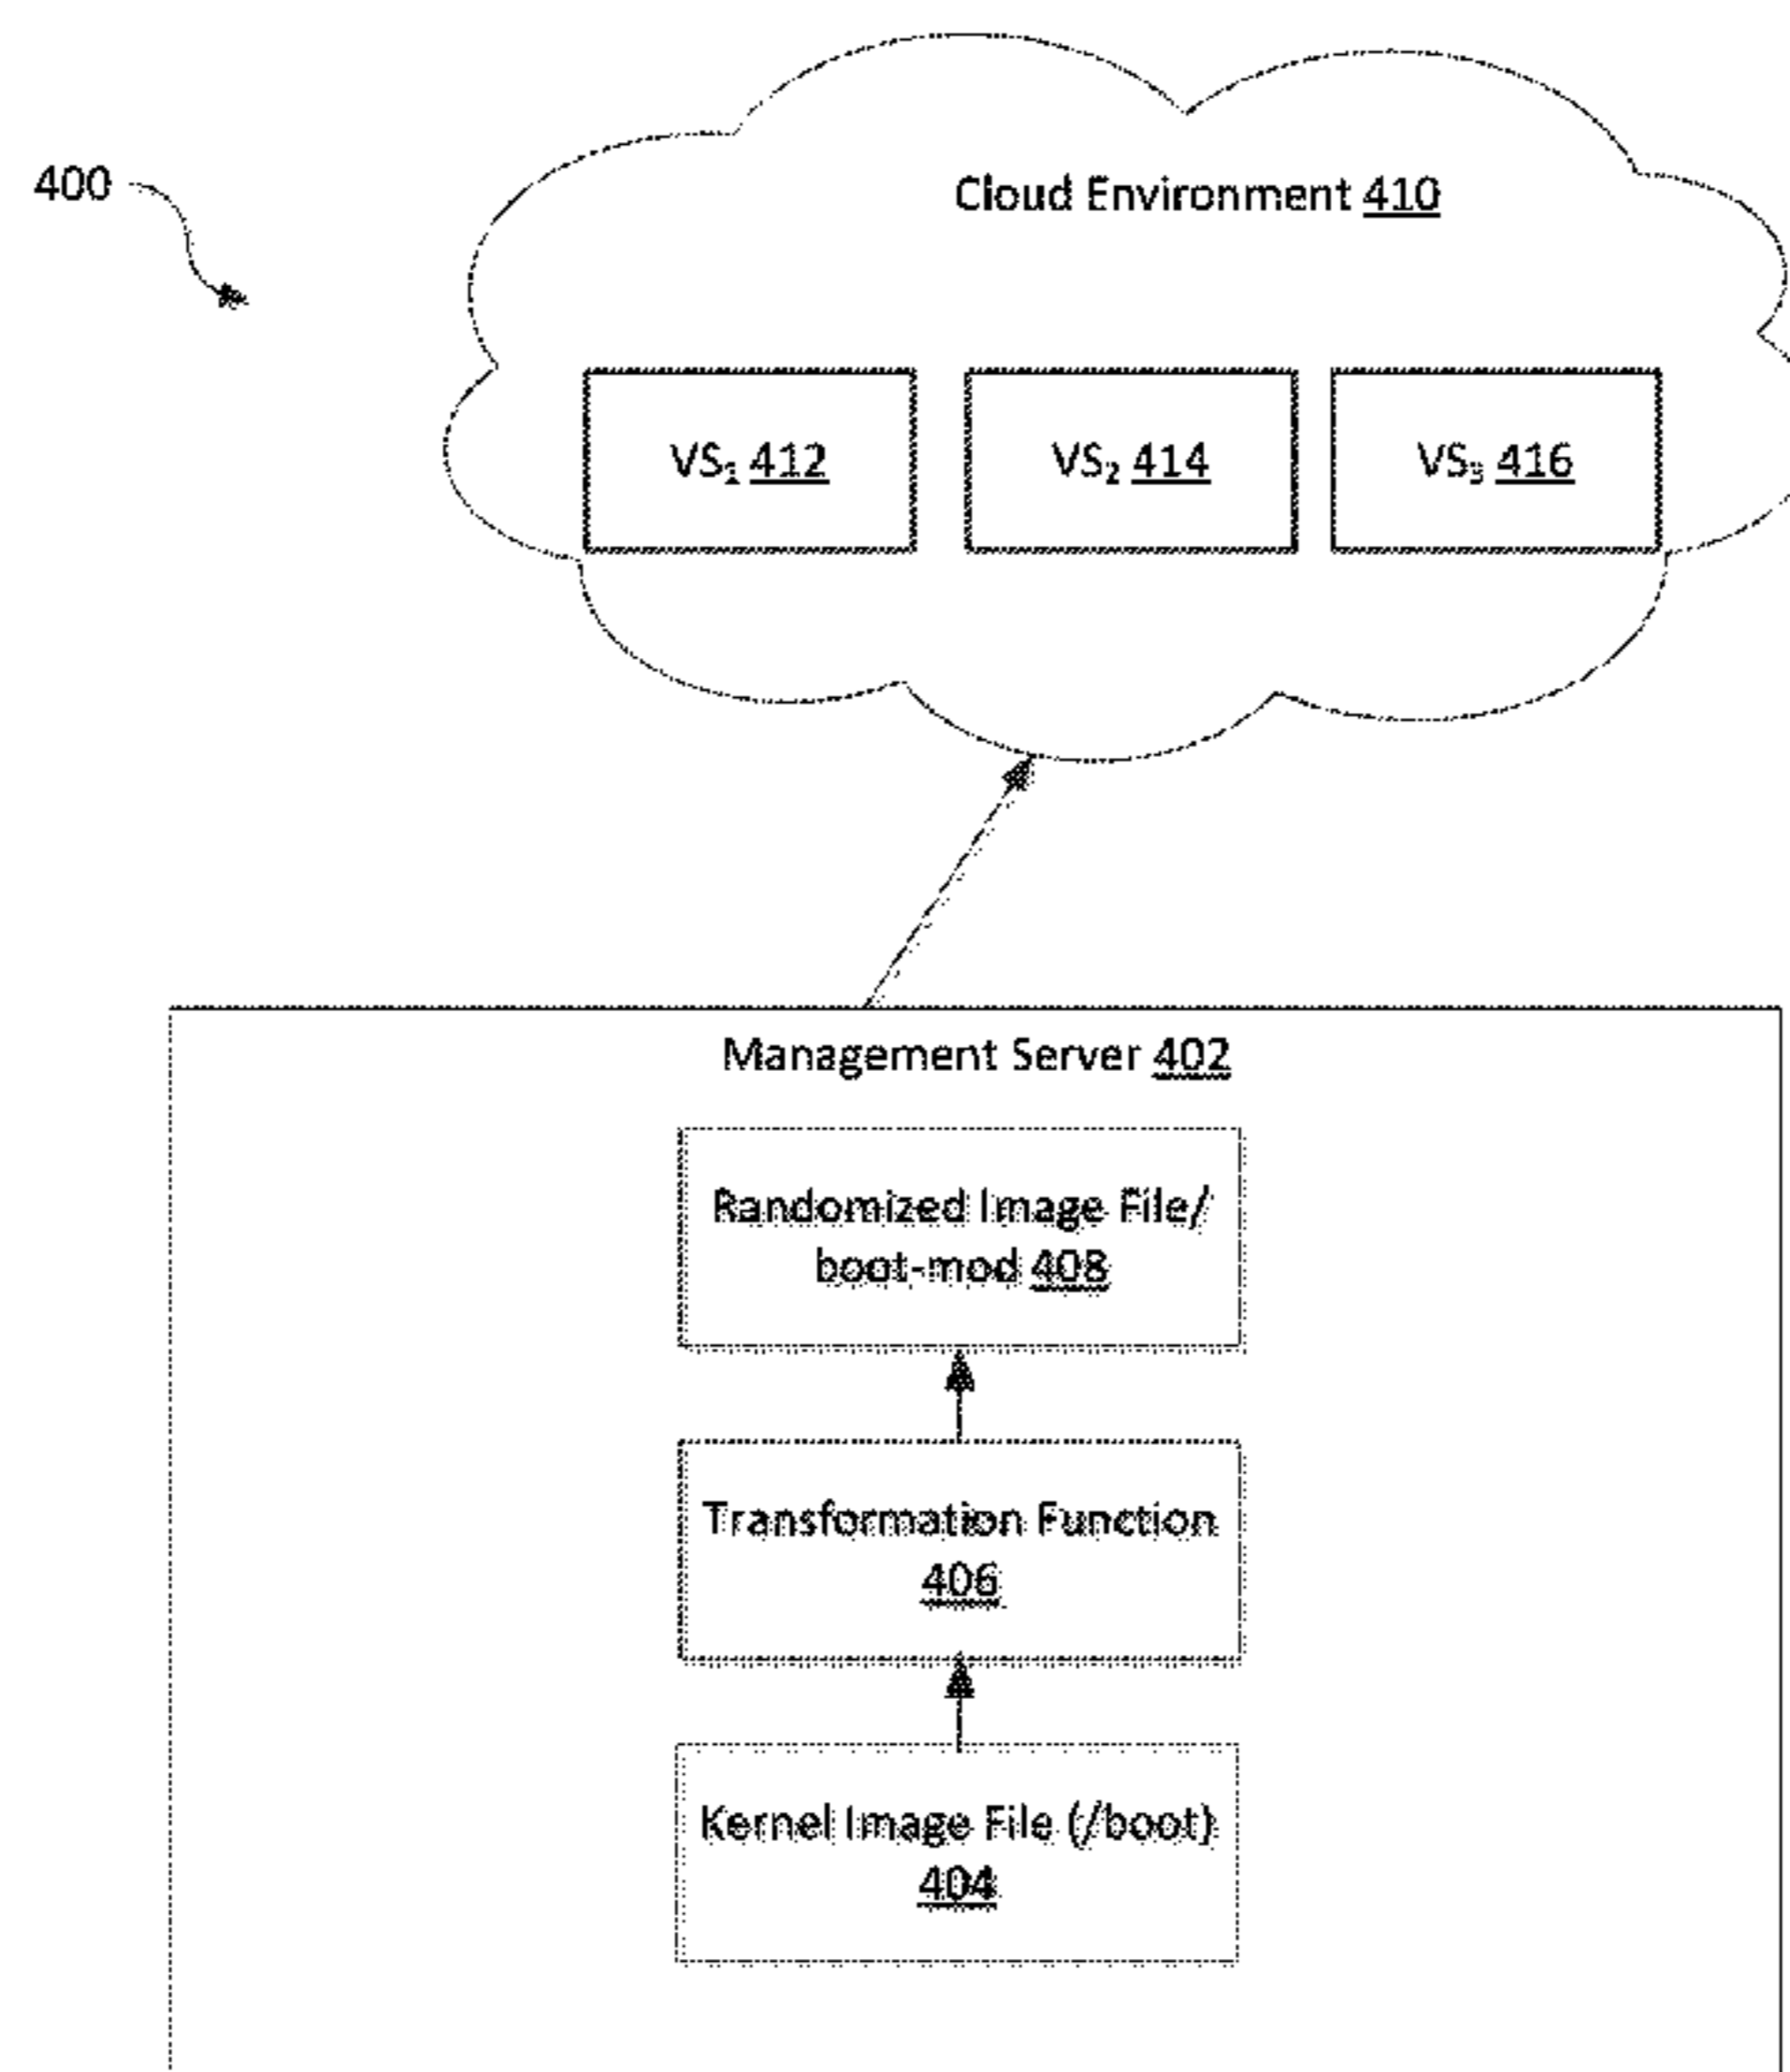 400
Cloud Environment 410
VS₁ 412
VS₂ 414
VS₃ 416
Management Server 402
Randomized Image File/
boot-mod 408
Transformation Function
406
Kernel Image File (/boot)
404